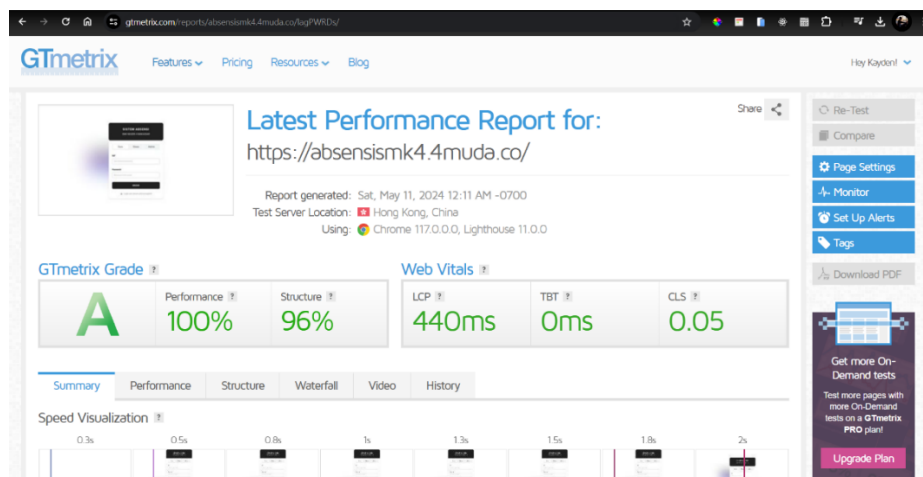 gtmetrix.com/reports/absensismk4.4muda.co/lagPWRDs/
GTmetrix
Features
Pricing
Resources
Blog
Hey Kayden!
Latest Performance Report for:
https://absensismk4.4muda.co/
Share
Report generated: Sat, May 11, 2024 12:11 AM -0700
Test Server Location: Hong Kong, China
Using: Chrome 117.0.0.0, Lighthouse 11.0.0
Re-Test
Compare
Page Settings
Monitor
Set Up Alerts
Tags
Download PDF
GTmetrix Grade ?
Web Vitals ?
A
Performance ?
100%
Structure ?
96%
LCP ?
440ms
TBT ?
0ms
CLS ?
0.05
Summary
Performance
Structure
Waterfall
Video
History
Speed Visualization ?
0.3s
0.5s
0.8s
1s
1.3s
1.5s
1.8s
2s
Get more On-
Demand tests
Test more pages with
more On-Demand
tests on a GTmetrix
PRO plan!
Upgrade Plan